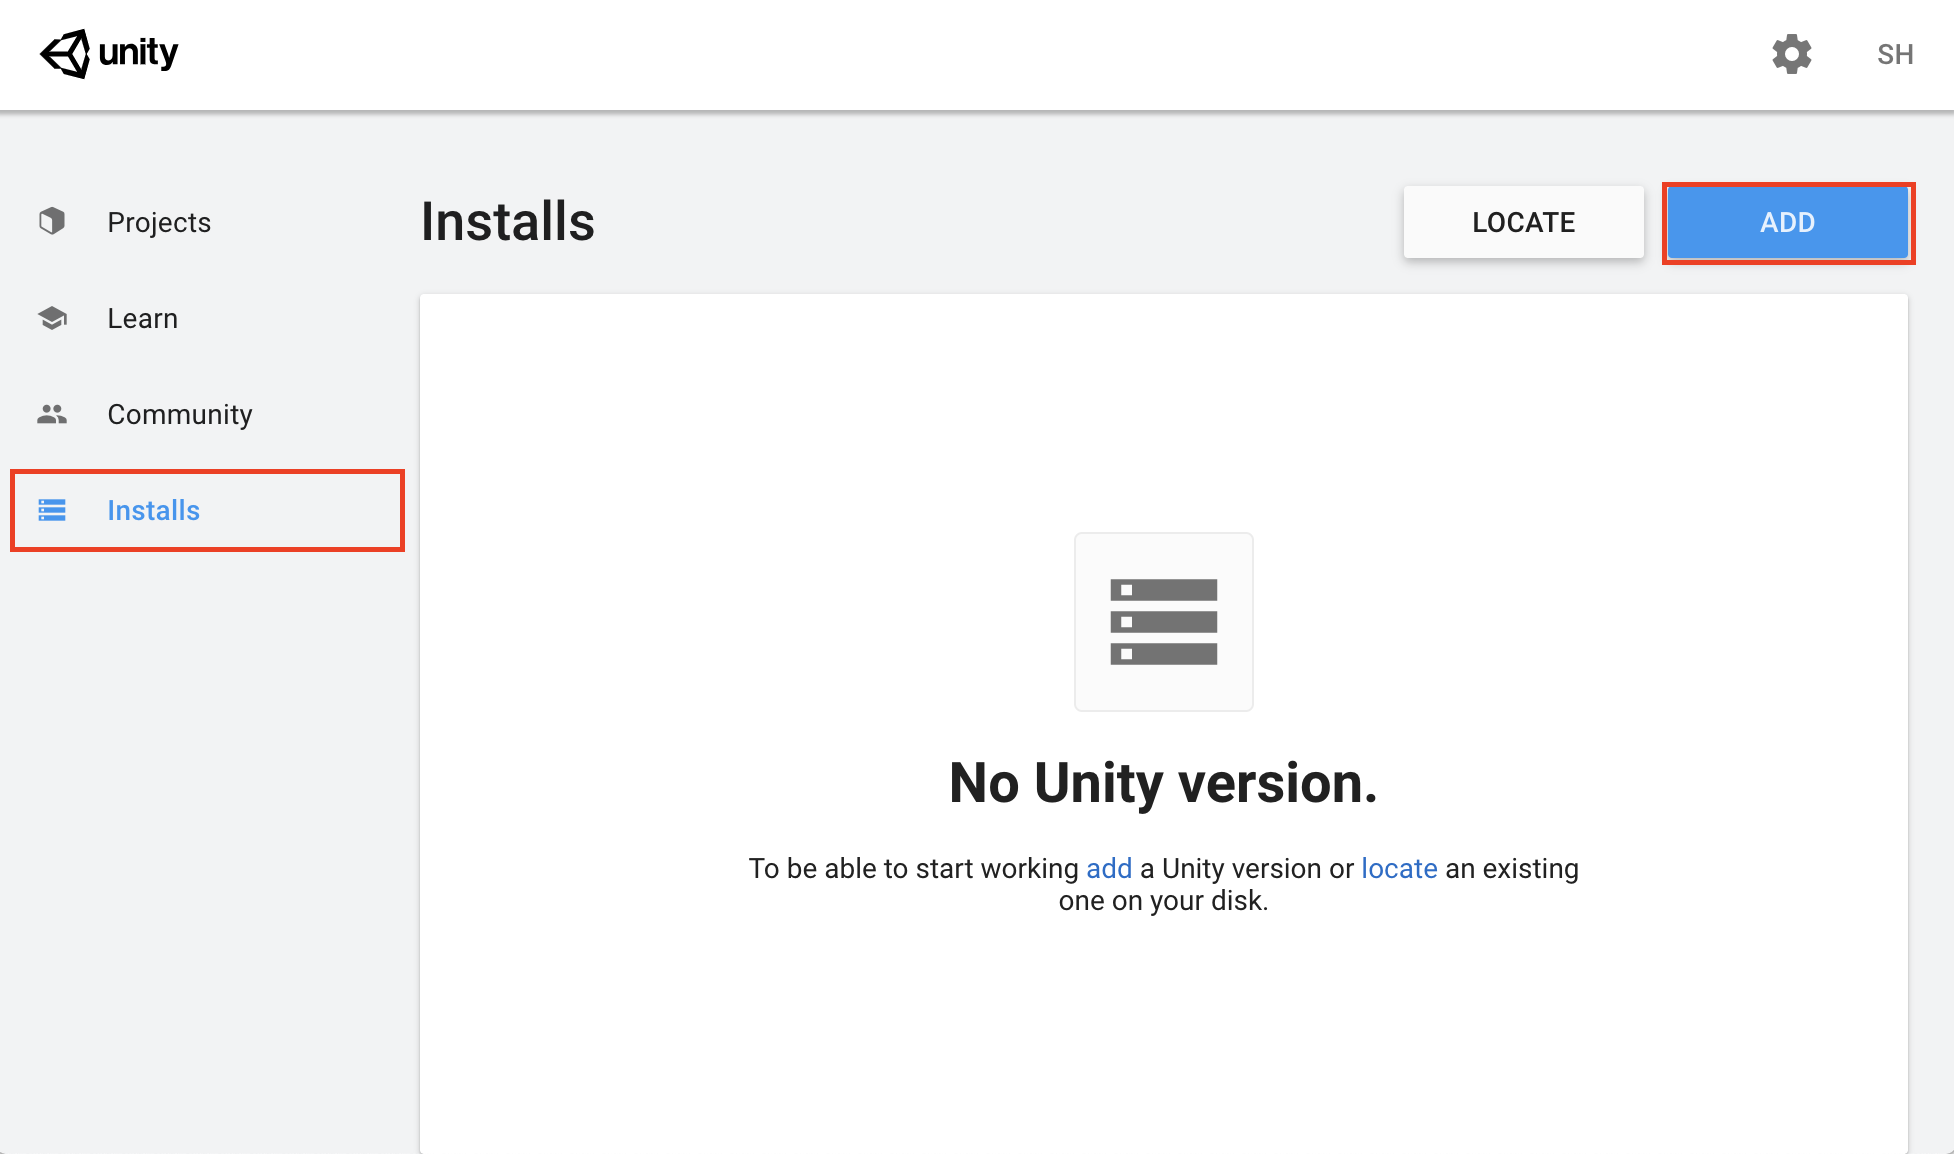 unity
SH
Projects
Learn
Community
Installs
Installs
LOCATE
ADD
No Unity version.
To be able to start working add a Unity version or locate an existing
one on your disk.